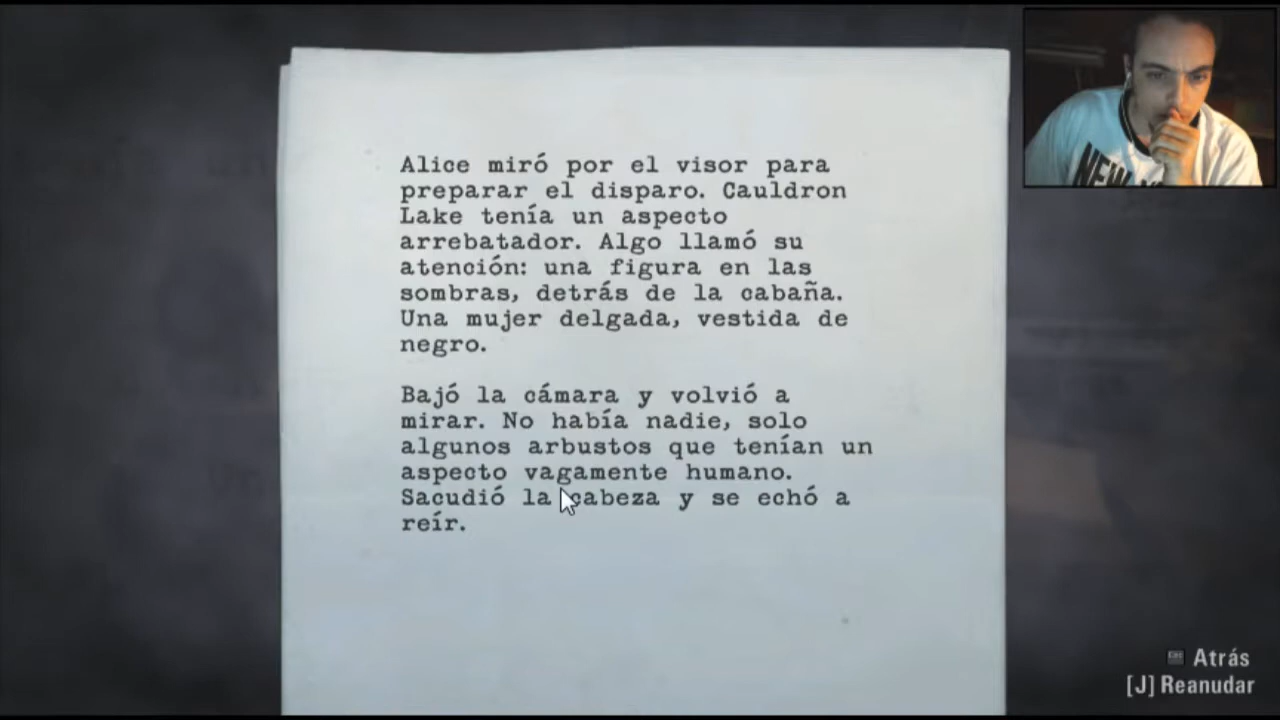 Alice miró por el visor para
preparar el disparo. Cauldron
Lake tenía un aspecto
arrebatador. Algo llamó su
atención: una figura en las
sombras, detrás de la cabaña.
Una mujer delgada, vestida de
negro.
Bajó la cámara y volvió a
mirar. No había nadie, solo
algunos arbustos que tenían un
aspecto vagamente humano.
Sacudió la cabeza y se echó a
reír.
NEW
Atrás
[J] Reanudar